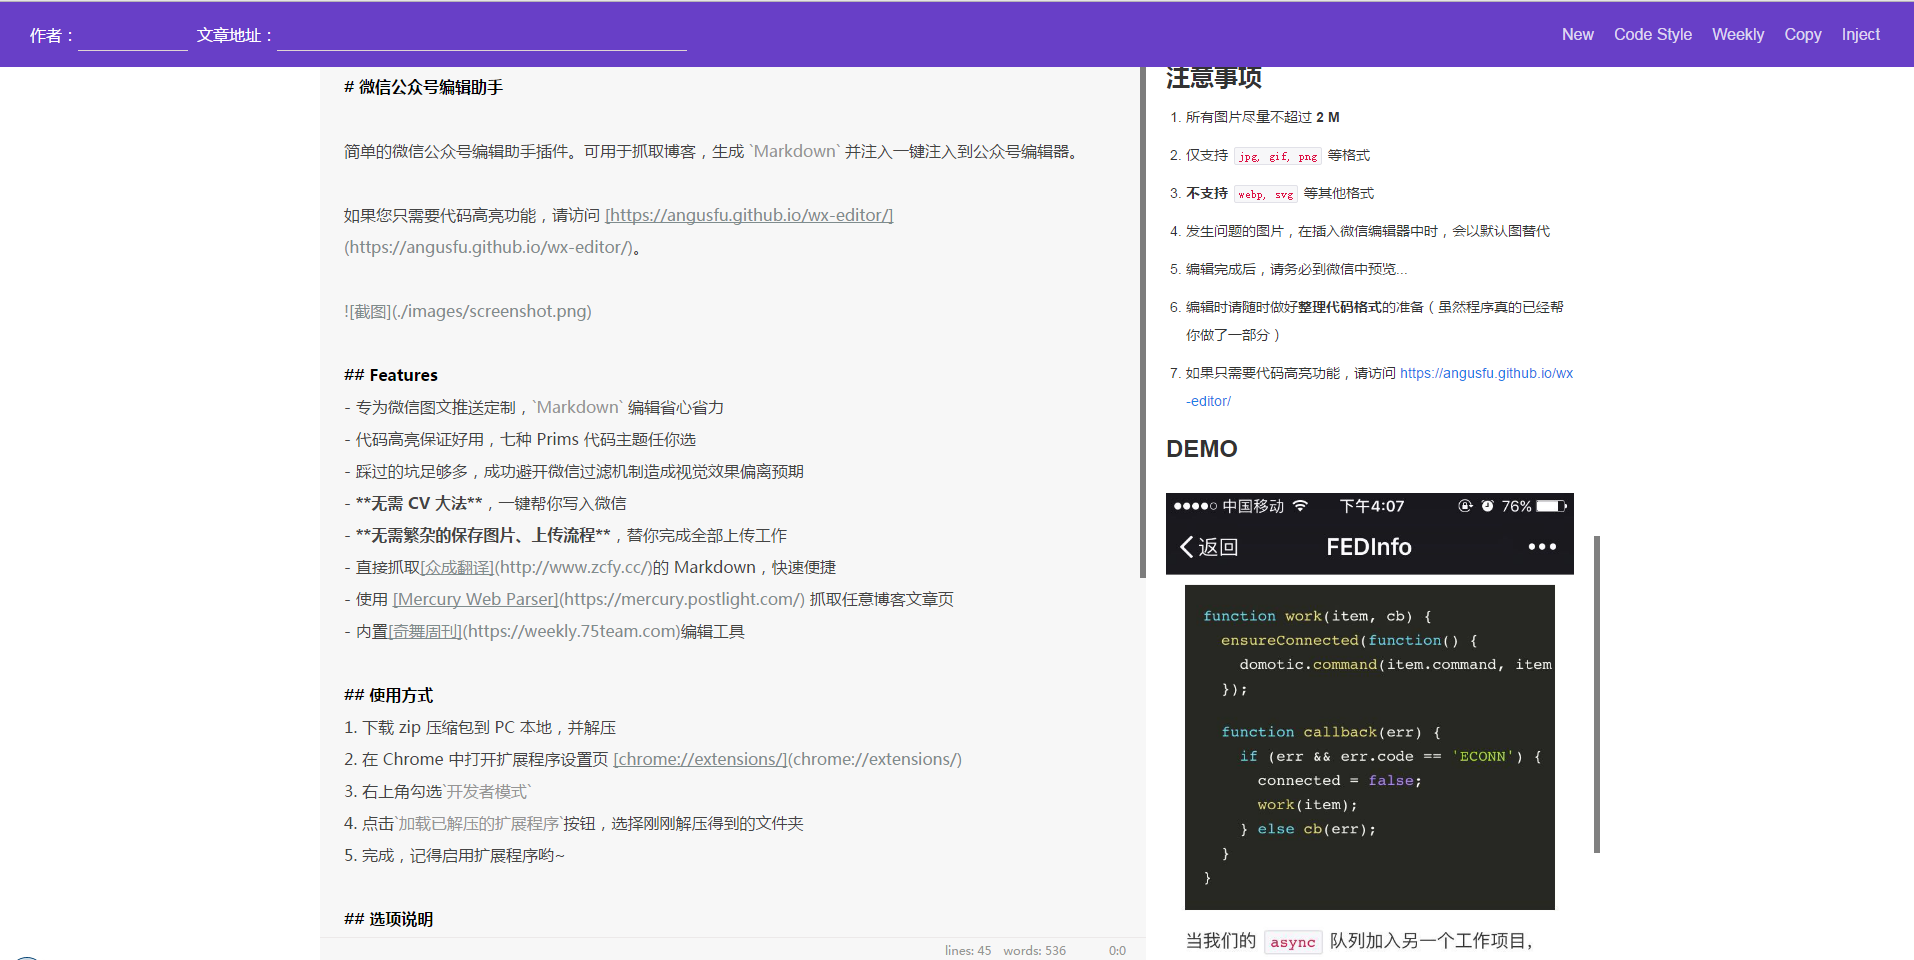 作者：
文章地址：
New Code Style Weekly Copy Inject
# 微信公众号编辑助手
简单的微信公众号编辑助手插件。可用于抓取博客，生成 `Markdown` 并注入一键注入到公众号编辑器。
如果您只需要代码高亮功能，请访问 [https://angusfu.github.io/wx-editor/]
(https://angusfu.github.io/wx-editor/)。
![截图](./images/screenshot.png)
## Features
- 专为微信图文推送定制，`Markdown` 编辑省心省力
- 代码高亮保证好用，七种 Prims 代码主题任你选
- 踩过的坑足够多，成功避开微信过滤机制造成视觉效果偏离预期
- **无需 CV 大法**，一键帮你写入微信
- **无需繁杂的保存图片、上传流程**，替你完成全部上传工作
- 直接抓取[众成翻译](http://www.zcfy.cc/)的 Markdown，快速便捷
- 使用 [Mercury Web Parser](https://mercury.postlight.com/) 抓取任意博客文章页
- 内置[奇舞周刊](https://weekly.75team.com)编辑工具
## 使用方式
1. 下载 zip 压缩包到 PC 本地，并解压
2. 在 Chrome 中打开扩展程序设置页 [chrome://extensions/](chrome://extensions/)
3. 右上角勾选`开发者模式`
4. 点击`加载已解压的扩展程序`按钮，选择刚刚解压得到的文件夹
5. 完成，记得启用扩展程序哟~
## 选项说明
lines: 45 words: 536 0:0
注意事项
1. 所有图片尽量不超过 2 M
2. 仅支持 jpg, gif, png 等格式
3. 不支持 webp, svg 等其他格式
4. 发生问题的图片，在插入微信编辑器中时，会以默认图替代
5. 编辑完成后，请务必到微信中预览...
6. 编辑时请随时做好整理代码格式的准备（虽然程序真的已经帮
你做了一部分）
7. 如果只需要代码高亮功能，请访问 https://angusfu.github.io/wx
-editor/
DEMO
中国移动 下午4:07 76%
返回 FEDInfo
function work(item, cb) {
ensureConnected(function() {
domotic.command(item.command, item
});
function callback(err) {
if (err && err.code == 'ECONN') {
connected = false;
work(item);
} else cb(err);
}
}
当我们的 async 队列加入另一个工作项目，